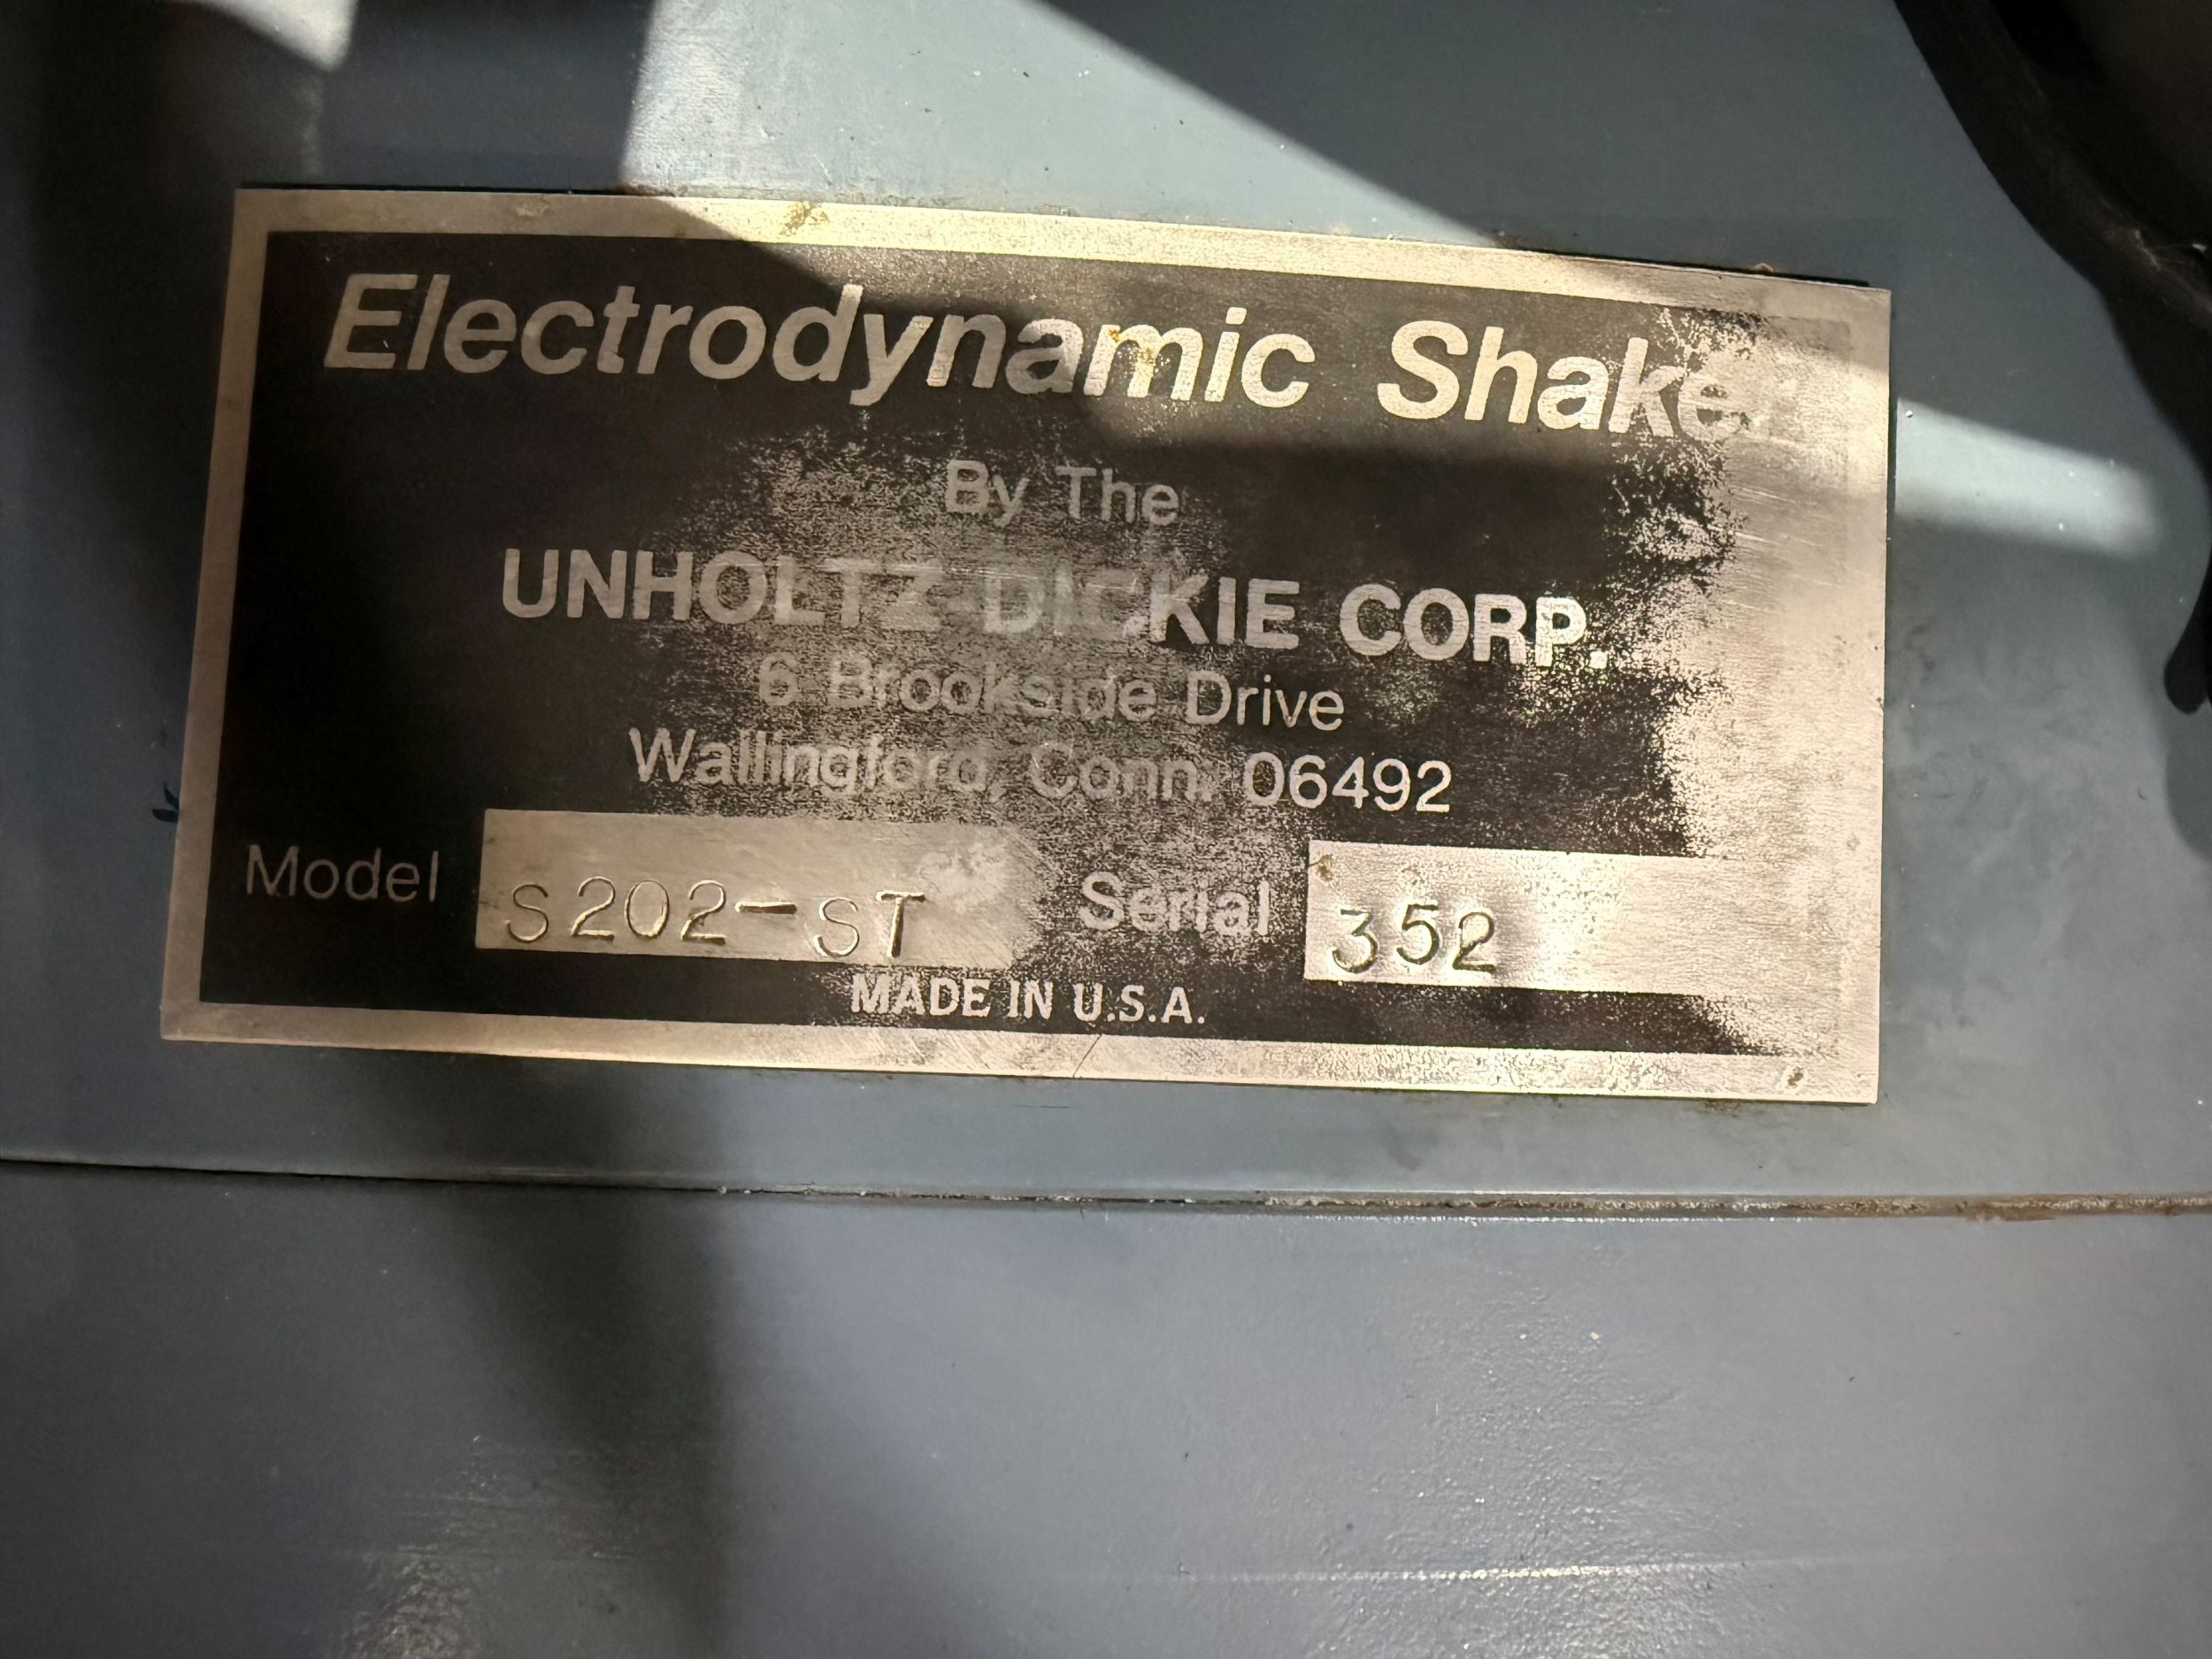 Electrodynamic Shaker
By The
UNHOLTZ-DICKIE CORP.
6 Brookside Drive
Wallingford, Conn. 06492
Model S202-ST Serial 352
MADE IN U.S.A.